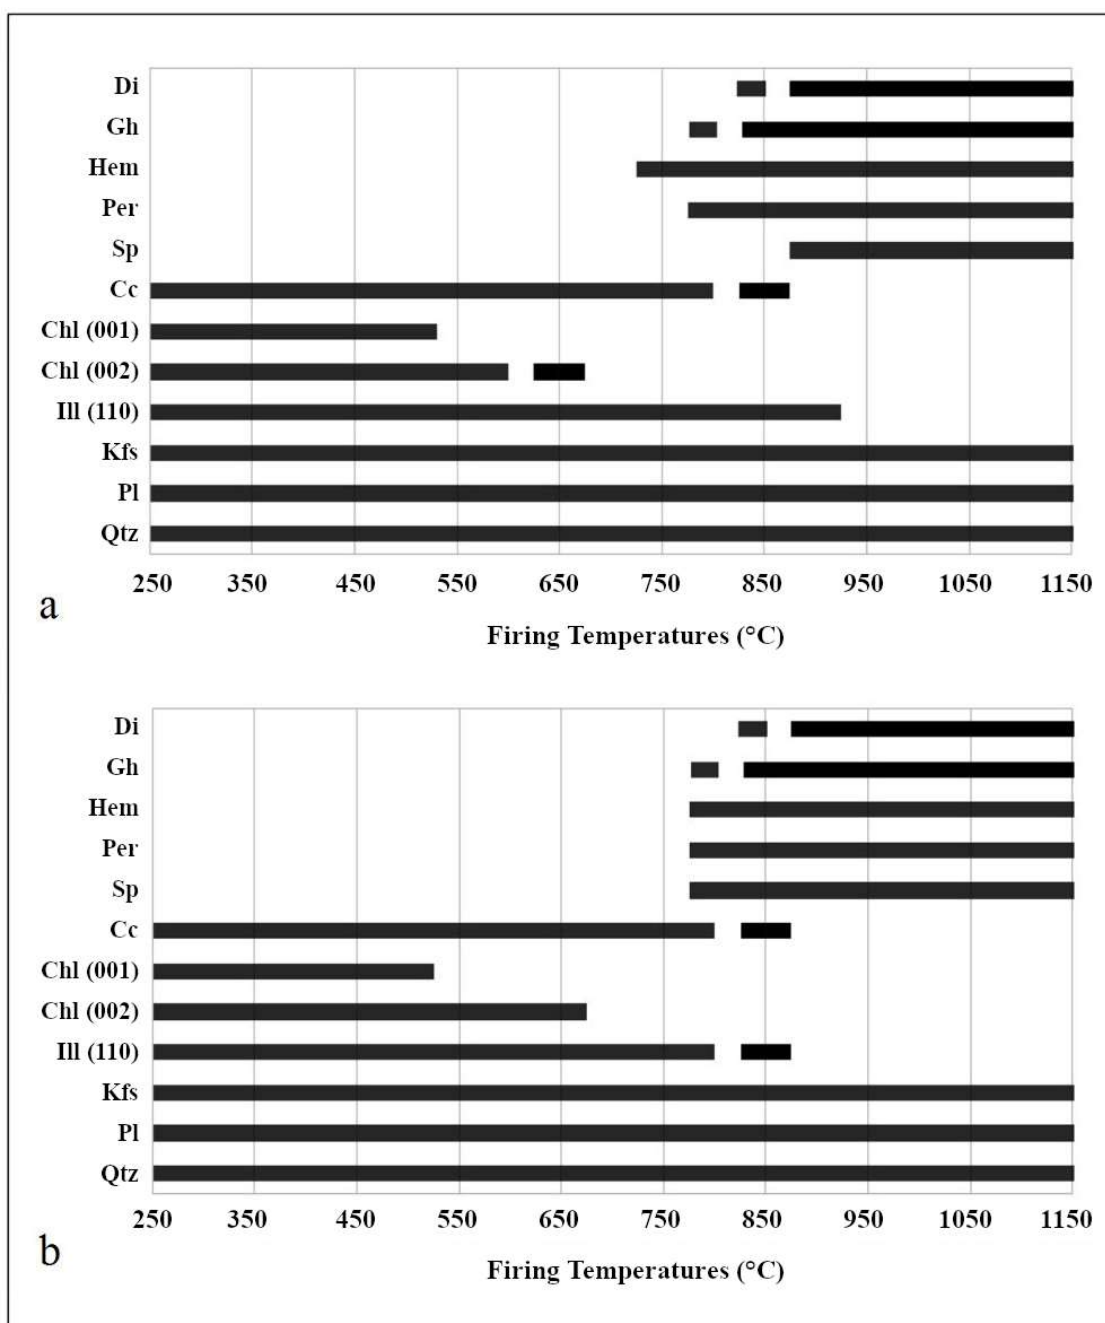 Di
Gh
Hem
Per
Sp
Cc
Chl (001)
Chl (002)
Ill (110)
Kfs
Pl
Qtz
250 350 450 550 650 750 850 950 1050 1150
a
Firing Temperatures (°C)
Di
Gh
Hem
Per
Sp
Cc
Chl (001)
Chl (002)
Ill (110)
Kfs
Pl
Qtz
250 350 450 550 650 750 850 950 1050 1150
b
Firing Temperatures (°C)